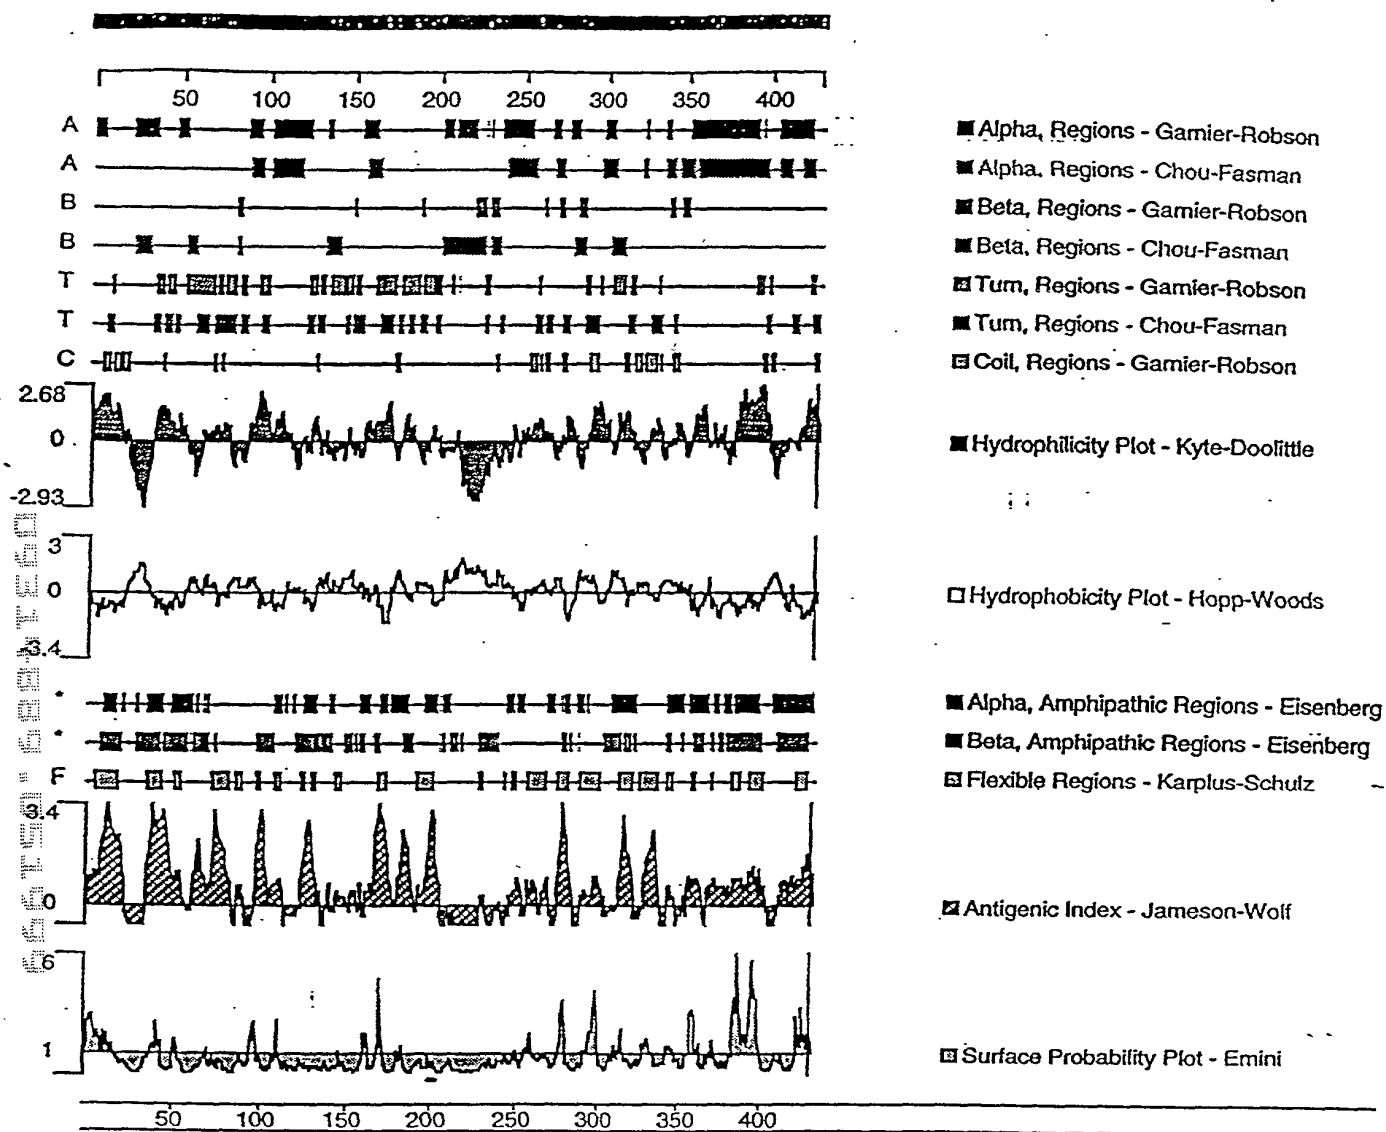 50 100 150 200 250 300 350 400
A Alpha, Regions - Garnier-Robson
A Alpha, Regions - Chou-Fasman
B Beta, Regions - Garnier-Robson
B Beta, Regions - Chou-Fasman
T Turn, Regions - Garnier-Robson
T Turn, Regions - Chou-Fasman
C Coil, Regions - Garnier-Robson
2.68
0 Hydrophilicity Plot - Kyte-Doolittle
-2.93
3
0 Hydrophobicity Plot - Hopp-Woods
-3.4
* Alpha, Amphipathic Regions - Eisenberg
* Beta, Amphipathic Regions - Eisenberg
F Flexible Regions - Karplus-Schulz
3.4
0 Antigenic Index - Jameson-Wolf
6
1 Surface Probability Plot - Emini
50 100 150 200 250 300 350 400